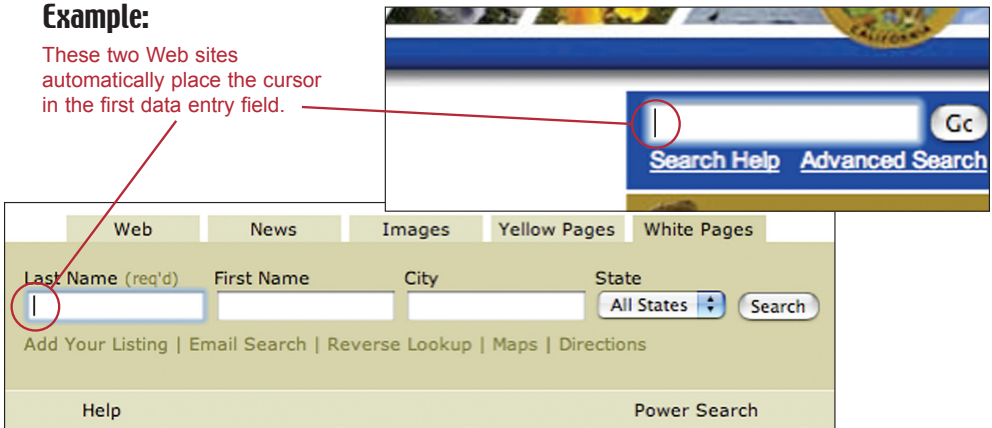 Example:
These two Web sites
automatically place the cursor
in the first data entry field.
CALIFORNIA
Search Help Advanced Search
Web News Images Yellow Pages White Pages
Last Name (req'd) First Name City State
All States Search
Add Your Listing | Email Search | Reverse Lookup | Maps | Directions
Help Power Search